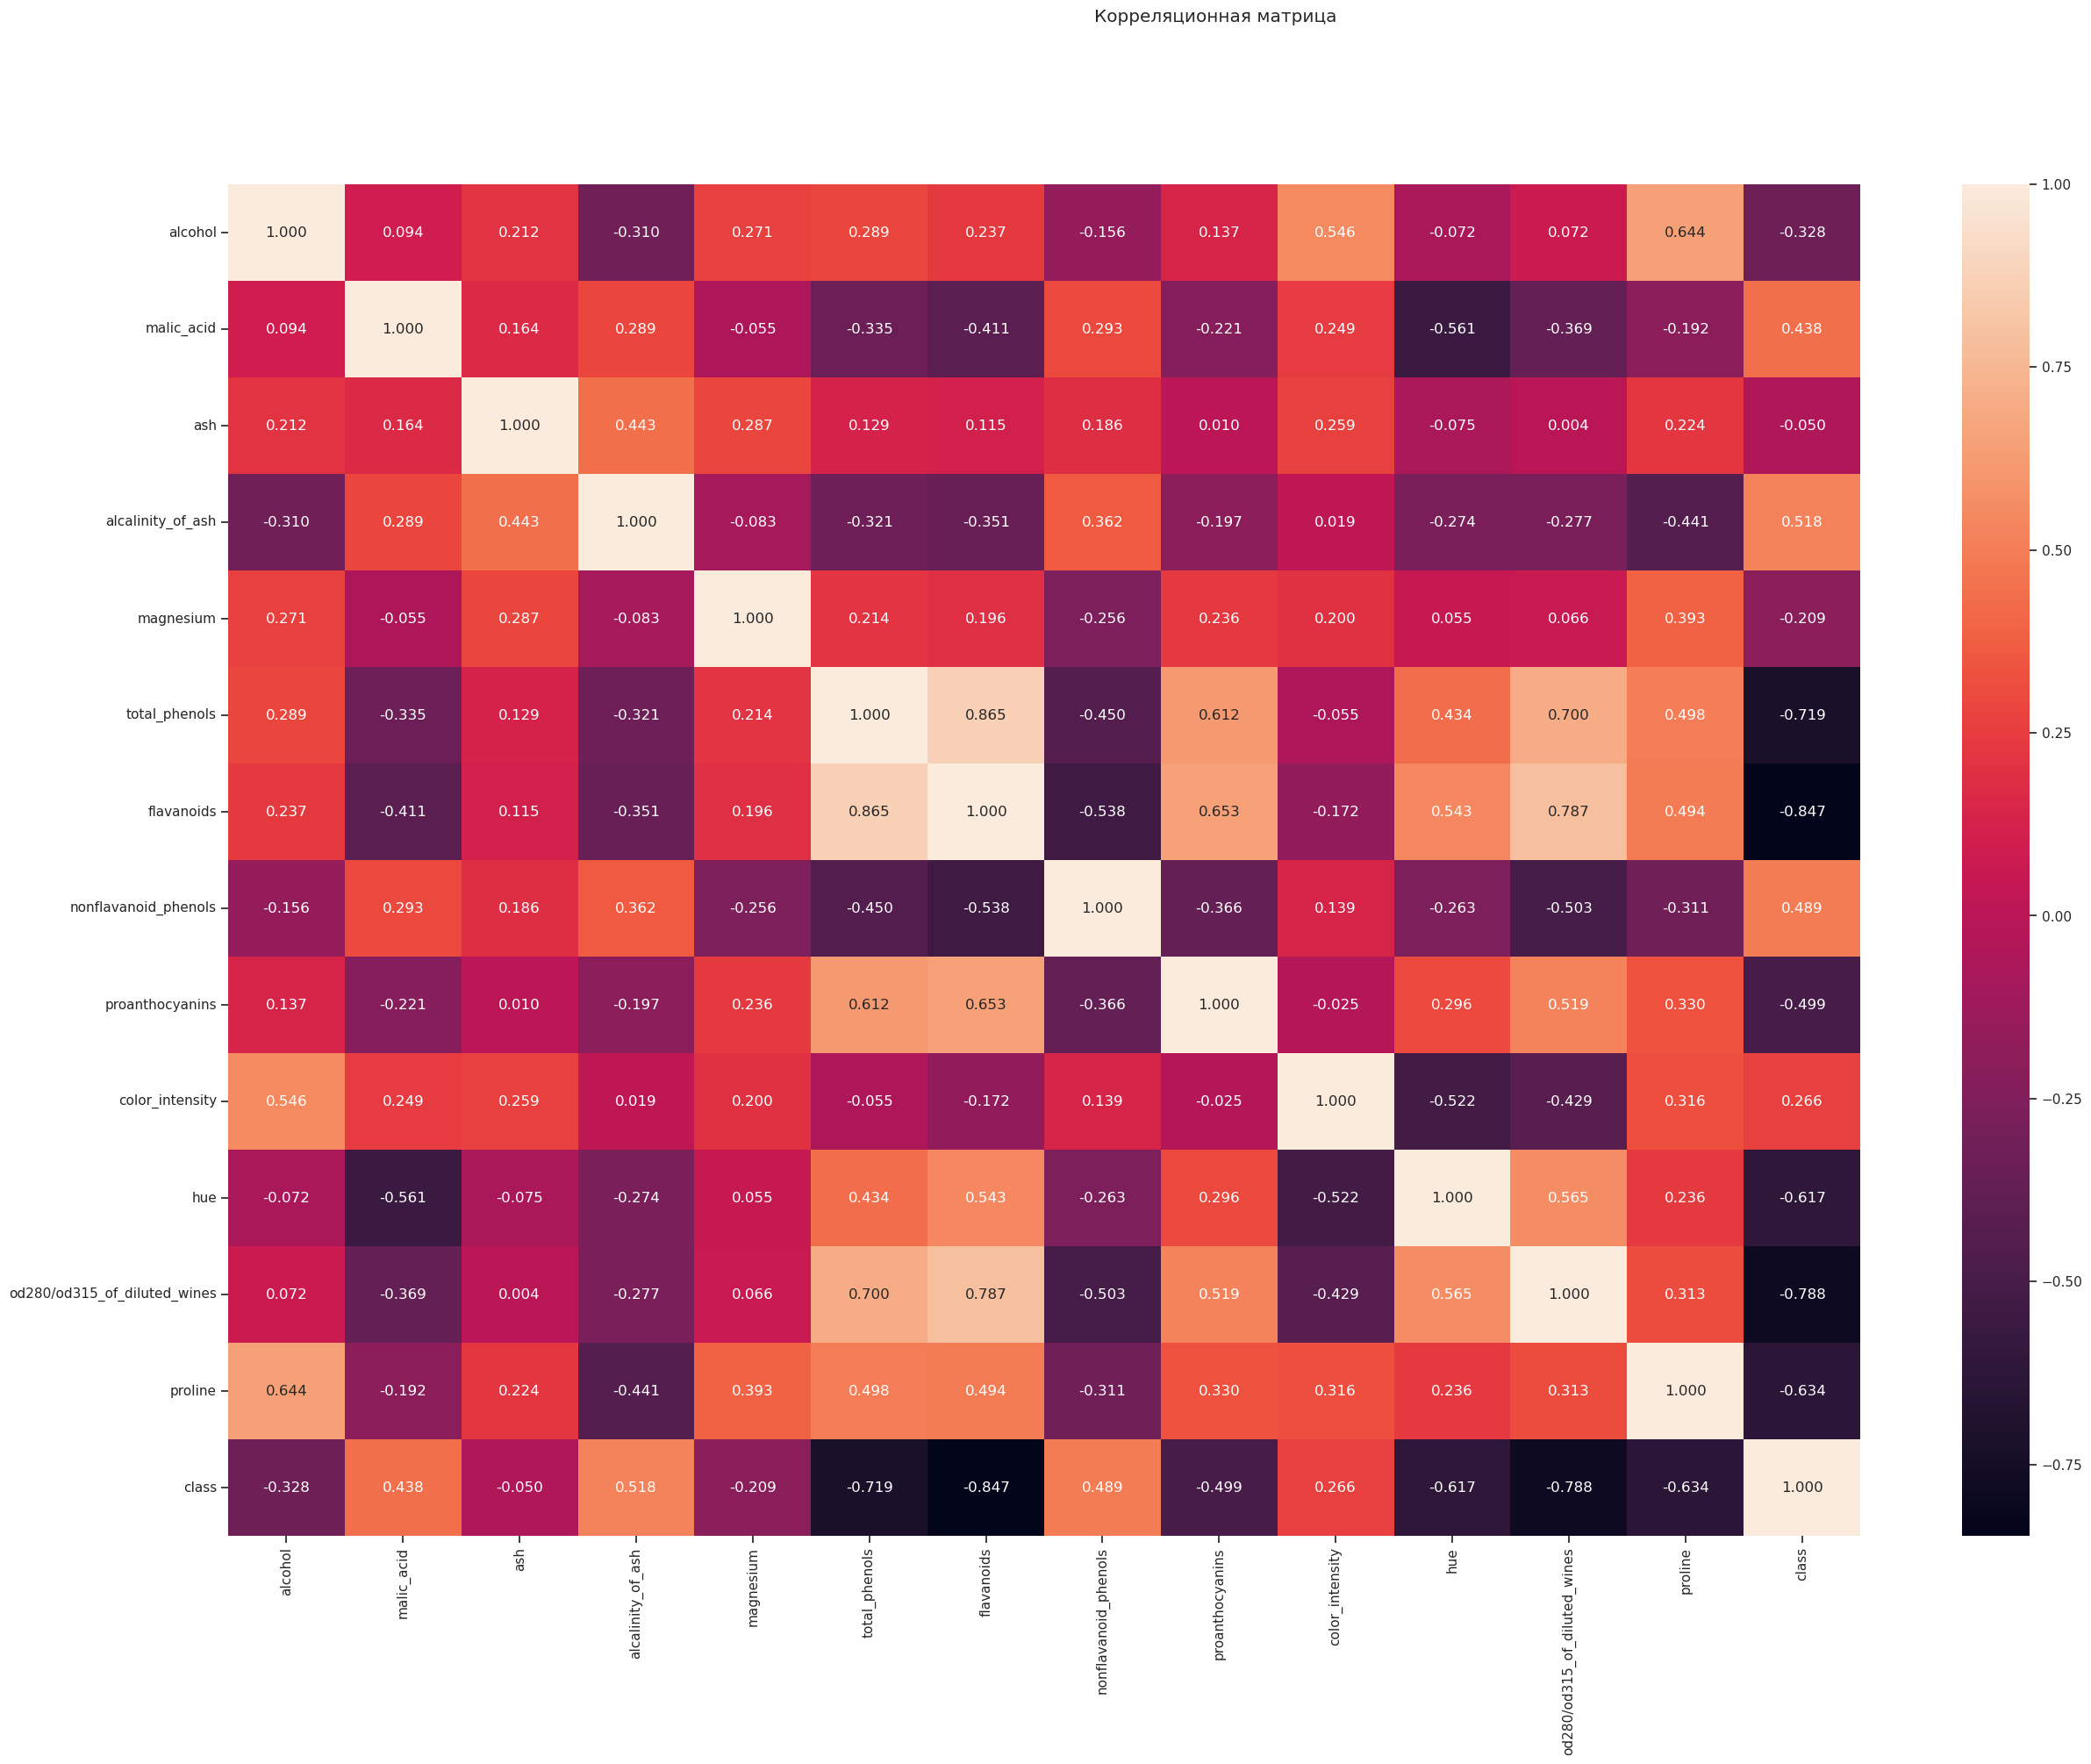 Корреляционная матрица
alcohol 1.000 0.094 0.212 -0.310 0.271 0.289 0.237 -0.156 0.137 0.546 -0.072 0.072 0.644 -0.328
malic_acid 0.094 1.000 0.164 0.289 -0.055 -0.335 -0.411 0.293 -0.221 0.249 -0.561 -0.369 -0.192 0.438
ash 0.212 0.164 1.000 0.443 0.287 0.129 0.115 0.186 0.010 0.259 -0.075 0.004 0.224 -0.050
alcalinity_of_ash -0.310 0.289 0.443 1.000 -0.083 -0.321 -0.351 0.362 -0.197 0.019 -0.274 -0.277 -0.441 0.518
magnesium 0.271 -0.055 0.287 -0.083 1.000 0.214 0.196 -0.256 0.236 0.200 0.055 0.066 0.393 -0.209
total_phenols 0.289 -0.335 0.129 -0.321 0.214 1.000 0.865 -0.450 0.612 -0.055 0.434 0.700 0.498 -0.719
flavanoids 0.237 -0.411 0.115 -0.351 0.196 0.865 1.000 -0.538 0.653 -0.172 0.543 0.787 0.494 -0.847
nonflavanoid_phenols -0.156 0.293 0.186 0.362 -0.256 -0.450 -0.538 1.000 -0.366 0.139 -0.263 -0.503 -0.311 0.489
proanthocyanins 0.137 -0.221 0.010 -0.197 0.236 0.612 0.653 -0.366 1.000 -0.025 0.296 0.519 0.330 -0.499
color_intensity 0.546 0.249 0.259 0.019 0.200 -0.055 -0.172 0.139 -0.025 1.000 -0.522 -0.429 0.316 0.266
hue -0.072 -0.561 -0.075 -0.274 0.055 0.434 0.543 -0.263 0.296 -0.522 1.000 0.565 0.236 -0.617
od280/od315_of_diluted_wines 0.072 -0.369 0.004 -0.277 0.066 0.700 0.787 -0.503 0.519 -0.429 0.565 1.000 0.313 -0.788
proline 0.644 -0.192 0.224 -0.441 0.393 0.498 0.494 -0.311 0.330 0.316 0.236 0.313 1.000 -0.634
class -0.328 0.438 -0.050 0.518 -0.209 -0.719 -0.847 0.489 -0.499 0.266 -0.617 -0.788 -0.634 1.000
alcohol
malic_acid
ash
alcalinity_of_ash
magnesium
total_phenols
flavanoids
nonflavanoid_phenols
proanthocyanins
color_intensity
hue
od280/od315_of_diluted_wines
proline
class
1.00
0.75
0.50
0.25
0.00
−0.25
−0.50
−0.75